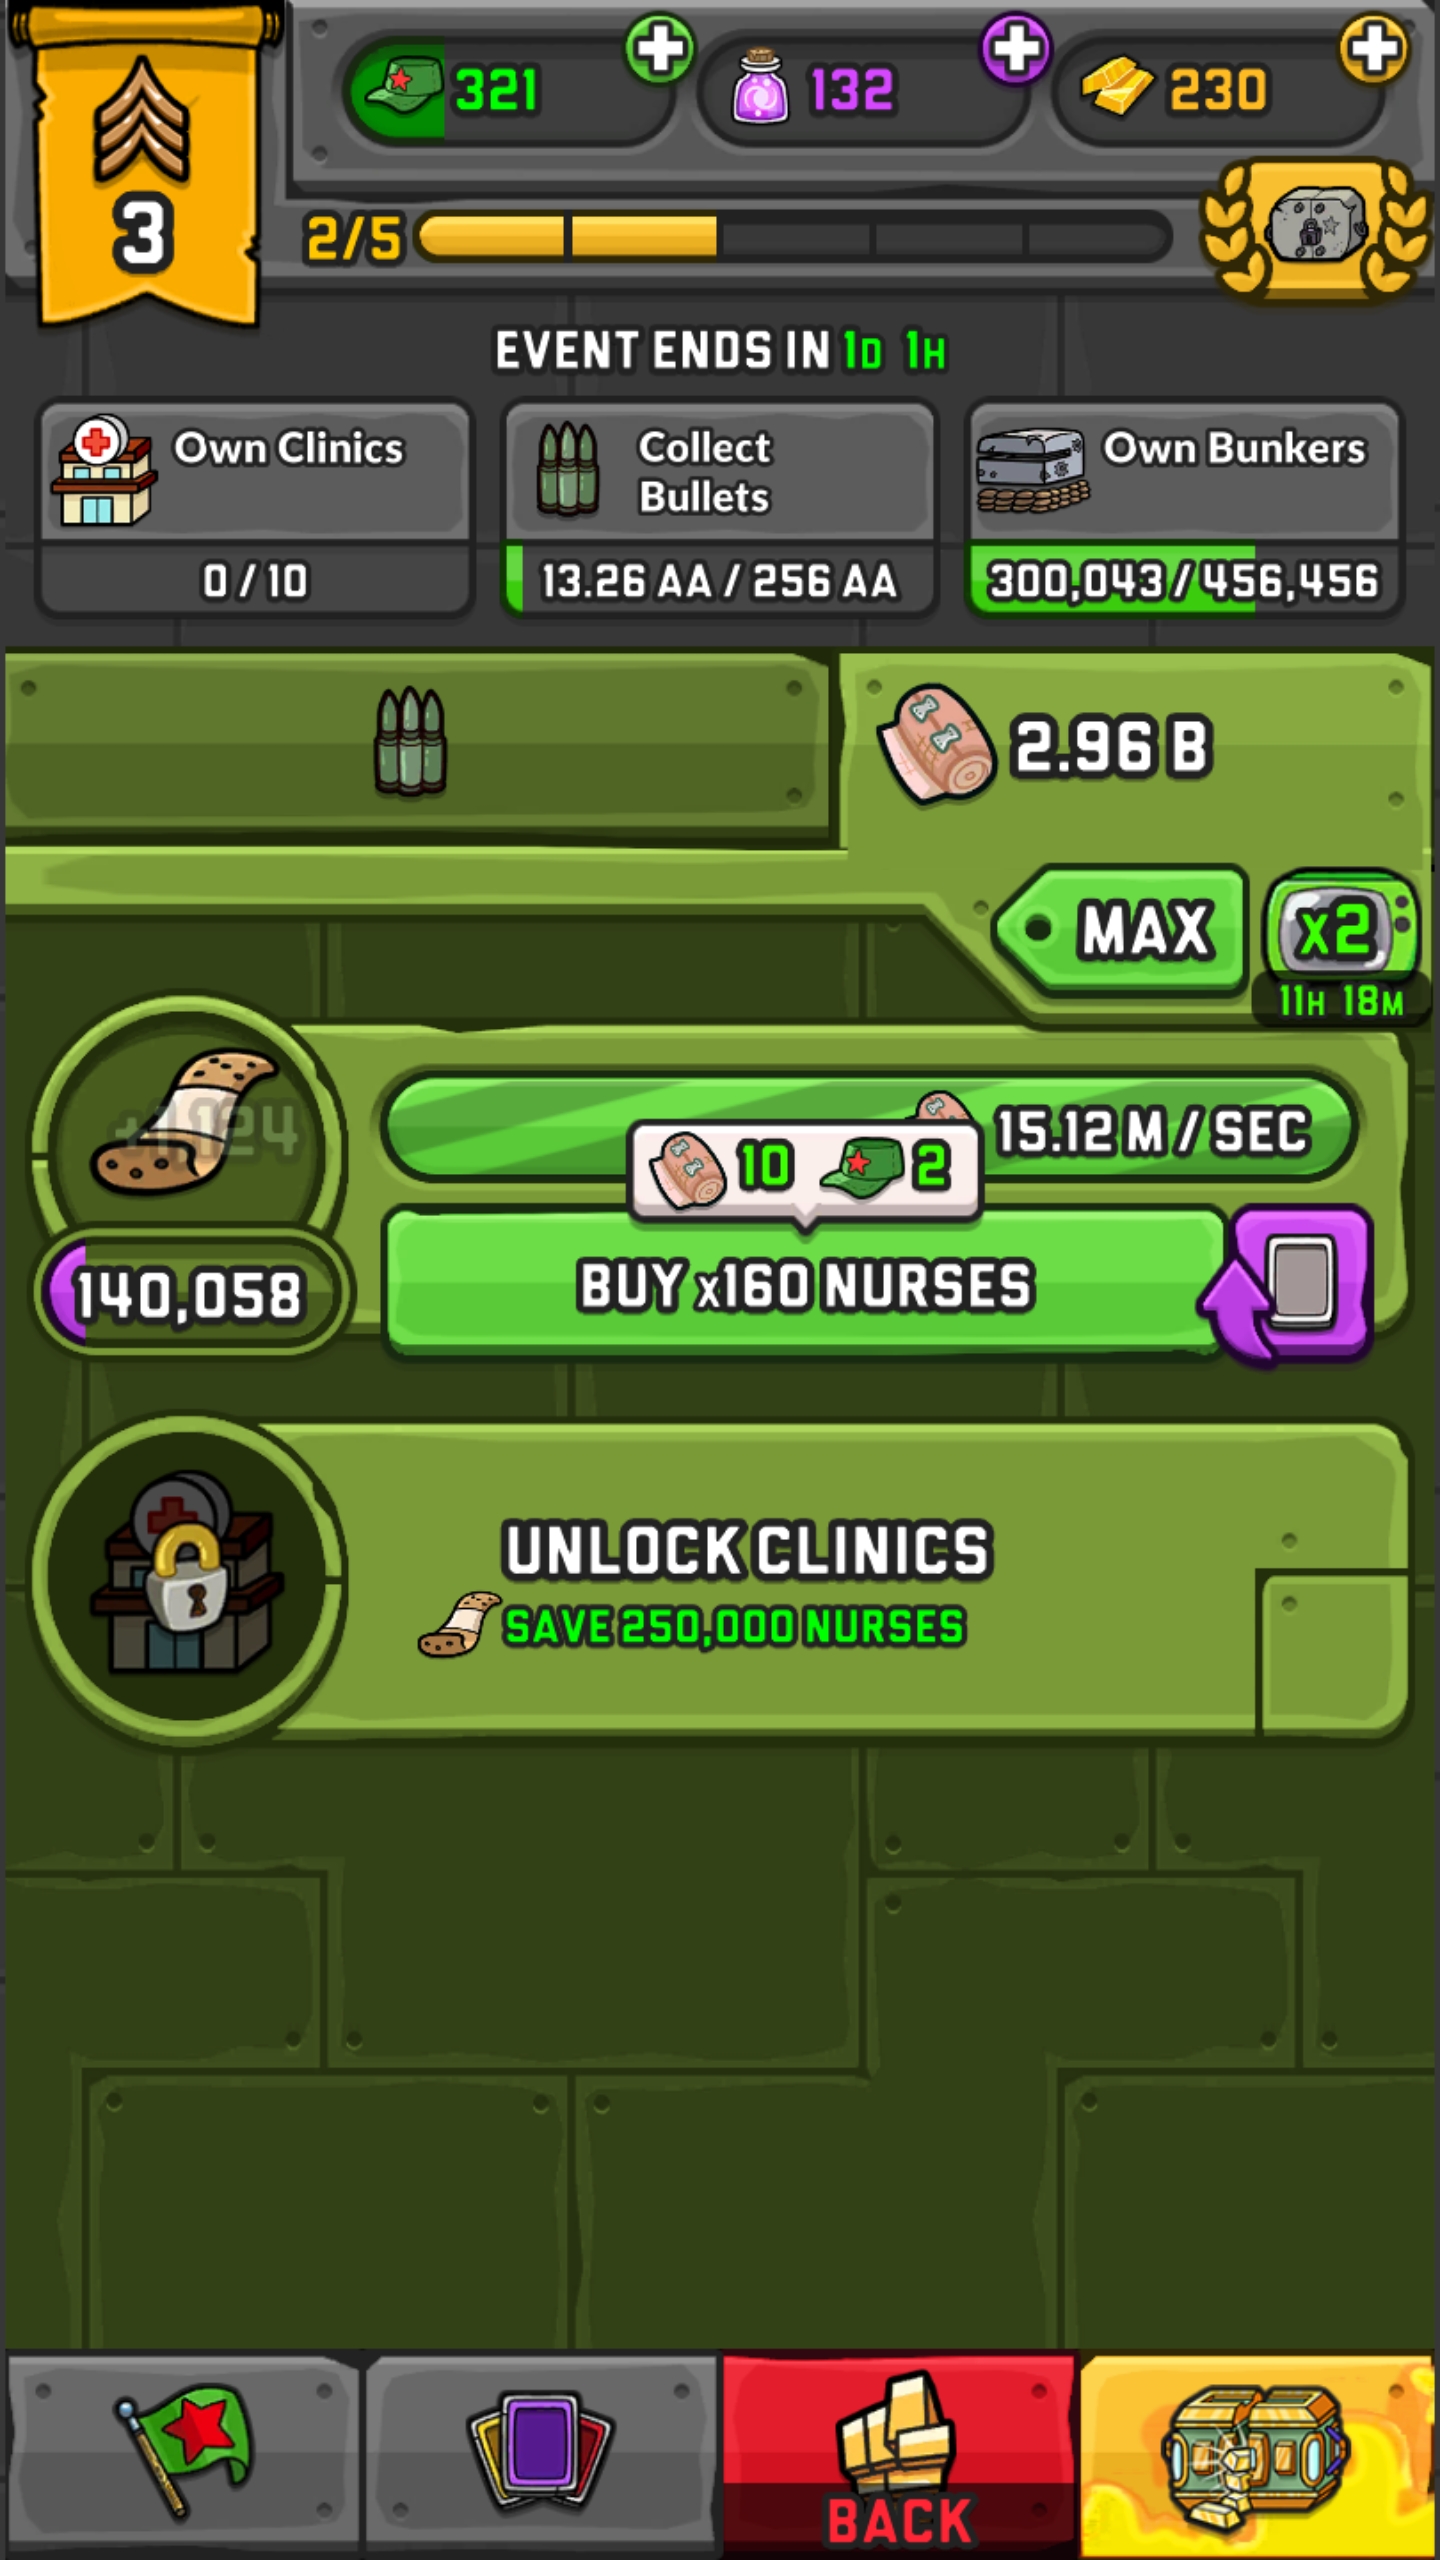 321
132
230
3
2/5
EVENT ENDS IN 1D 1H
Own Clinics
0 / 10
Collect
Bullets
13.26 AA / 256 AA
Own Bunkers
300,043 / 456,456
2.96 B
MAX
x2
11H 18M
+1,124
15.12 M / SEC
10
2
140,058
BUY x160 NURSES
UNLOCK CLINICS
SAVE 250,000 NURSES
BACK